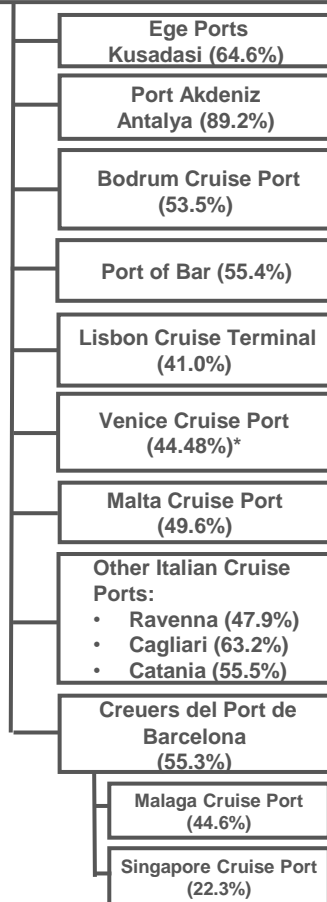 Ege Ports
Kusadasi (64.6%)
Port Akdeniz
Antalya (89.2%)
Bodrum Cruise Port
(53.5%)
Port of Bar (55.4%)
Lisbon Cruise Terminal
(41.0%)
Venice Cruise Port
(44.48%)*
Malta Cruise Port
(49.6%)
Other Italian Cruise
Ports:
• Ravenna (47.9%)
• Cagliari (63.2%)
• Catania (55.5%)
Creuers del Port de
Barcelona
(55.3%)
Malaga Cruise Port
(44.6%)
Singapore Cruise Port
(22.3%)